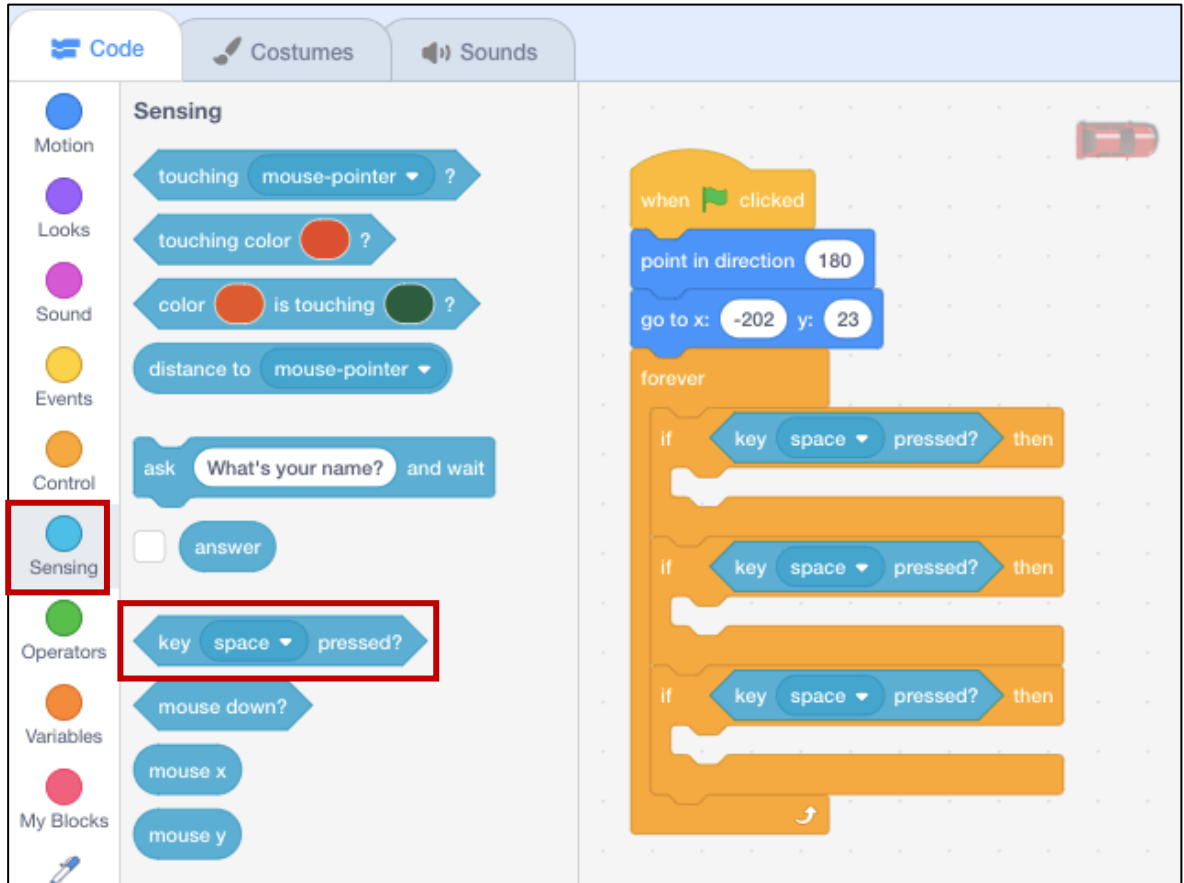 Code
Costumes
Sounds
Motion
Looks
Sound
Events
Control
Sensing
Operators
Variables
My Blocks
Sensing
touching mouse-pointer ?
touching color ?
color is touching ?
distance to mouse-pointer
ask What's your name? and wait
answer
key space pressed?
mouse down?
mouse x
mouse y
when clicked
point in direction 180
go to x: -202 y: 23
forever
if key space pressed? then
if key space pressed? then
if key space pressed? then